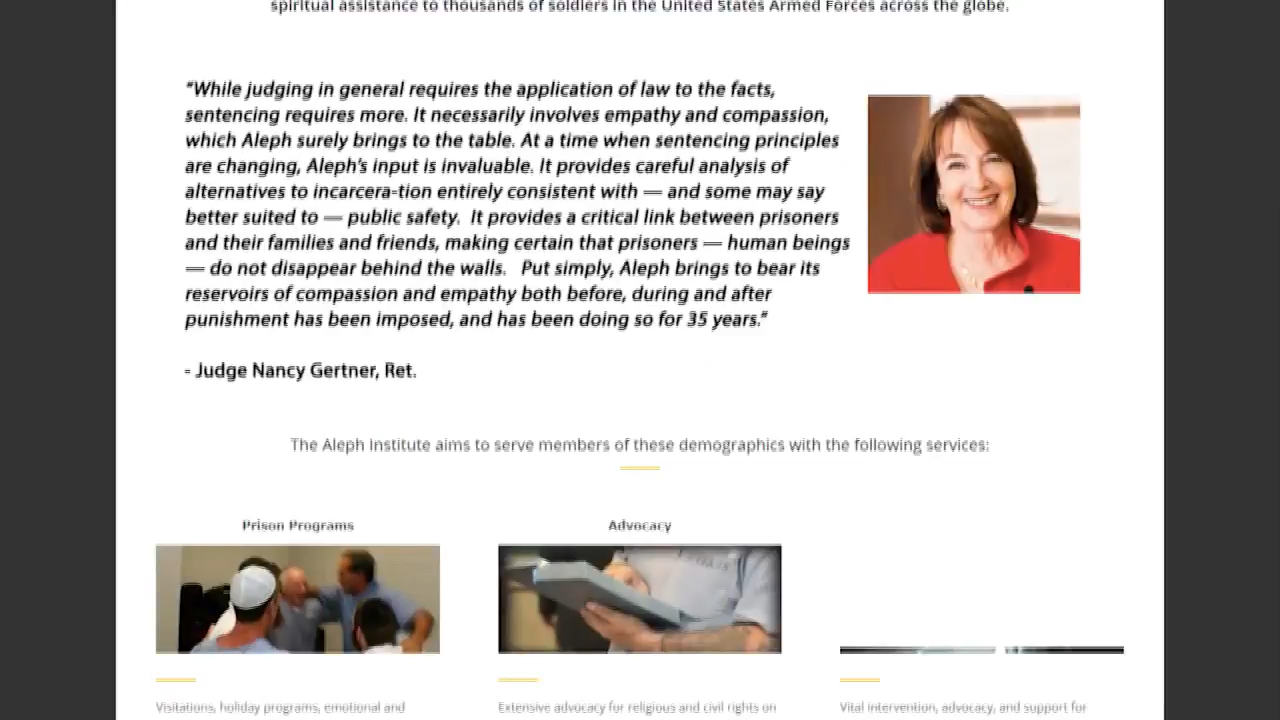 spiritual assistance to thousands of soldiers in the United States Armed Forces across the globe.
"While judging in general requires the application of law to the facts,
sentencing requires more. It necessarily involves empathy and compassion,
which Aleph surely brings to the table. At a time when sentencing principles
are changing, Aleph's input is invaluable. It provides careful analysis of
alternatives to incarcera-tion entirely consistent with — and some may say
better suited to — public safety.  It provides a critical link between prisoners
and their families and friends, making certain that prisoners — human beings
— do not disappear behind the walls.   Put simply, Aleph brings to bear its
reservoirs of compassion and empathy both before, during and after
punishment has been imposed, and has been doing so for 35 years."
- Judge Nancy Gertner, Ret.
The Aleph Institute aims to serve members of these demographics with the following services:
Prison Programs
Advocacy
Visitations, holiday programs, emotional and
Extensive advocacy for religious and civil rights on
Vital intervention, advocacy, and support for